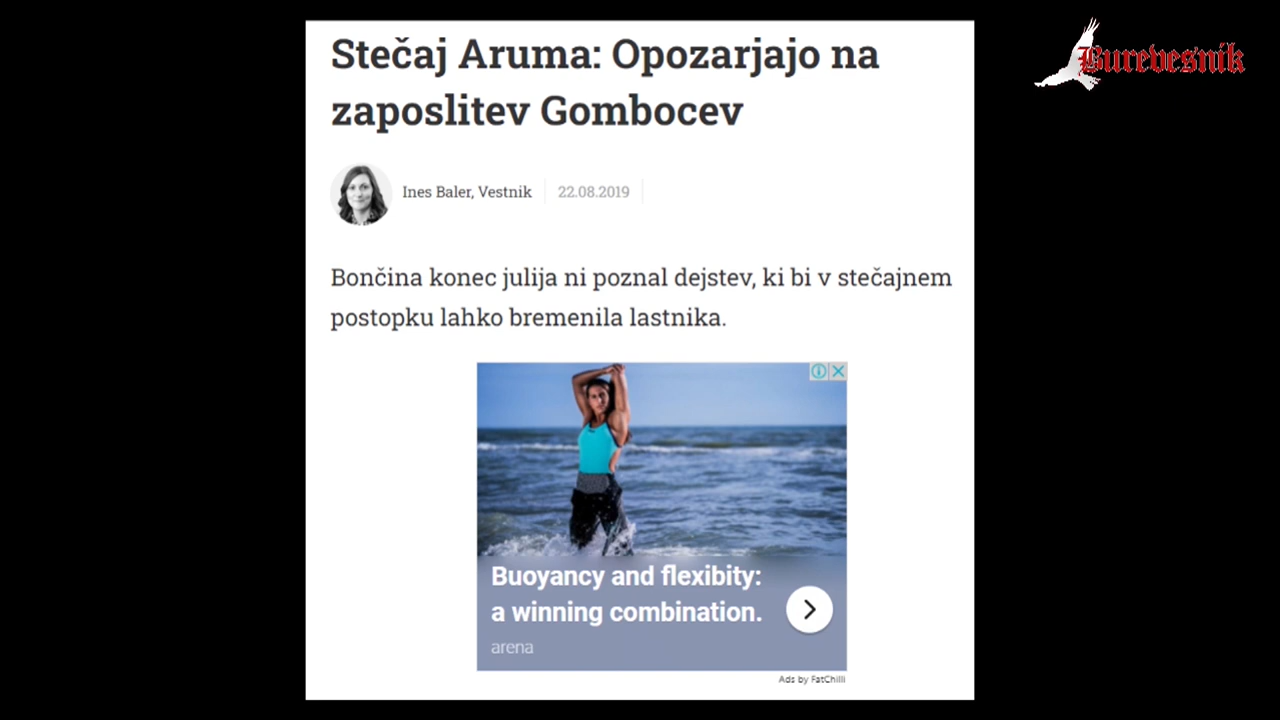 Burevesnik
Stečaj Aruma: Opozarjajo na
zaposlitev Gombocev
Ines Baler, Vestnik
22.08.2019
Bončina konec julija ni poznal dejstev, ki bi v stečajnem
postopku lahko bremenila lastnika.
Buoyancy and flexibity:
a winning combination.
arena
Ads by FatChilli